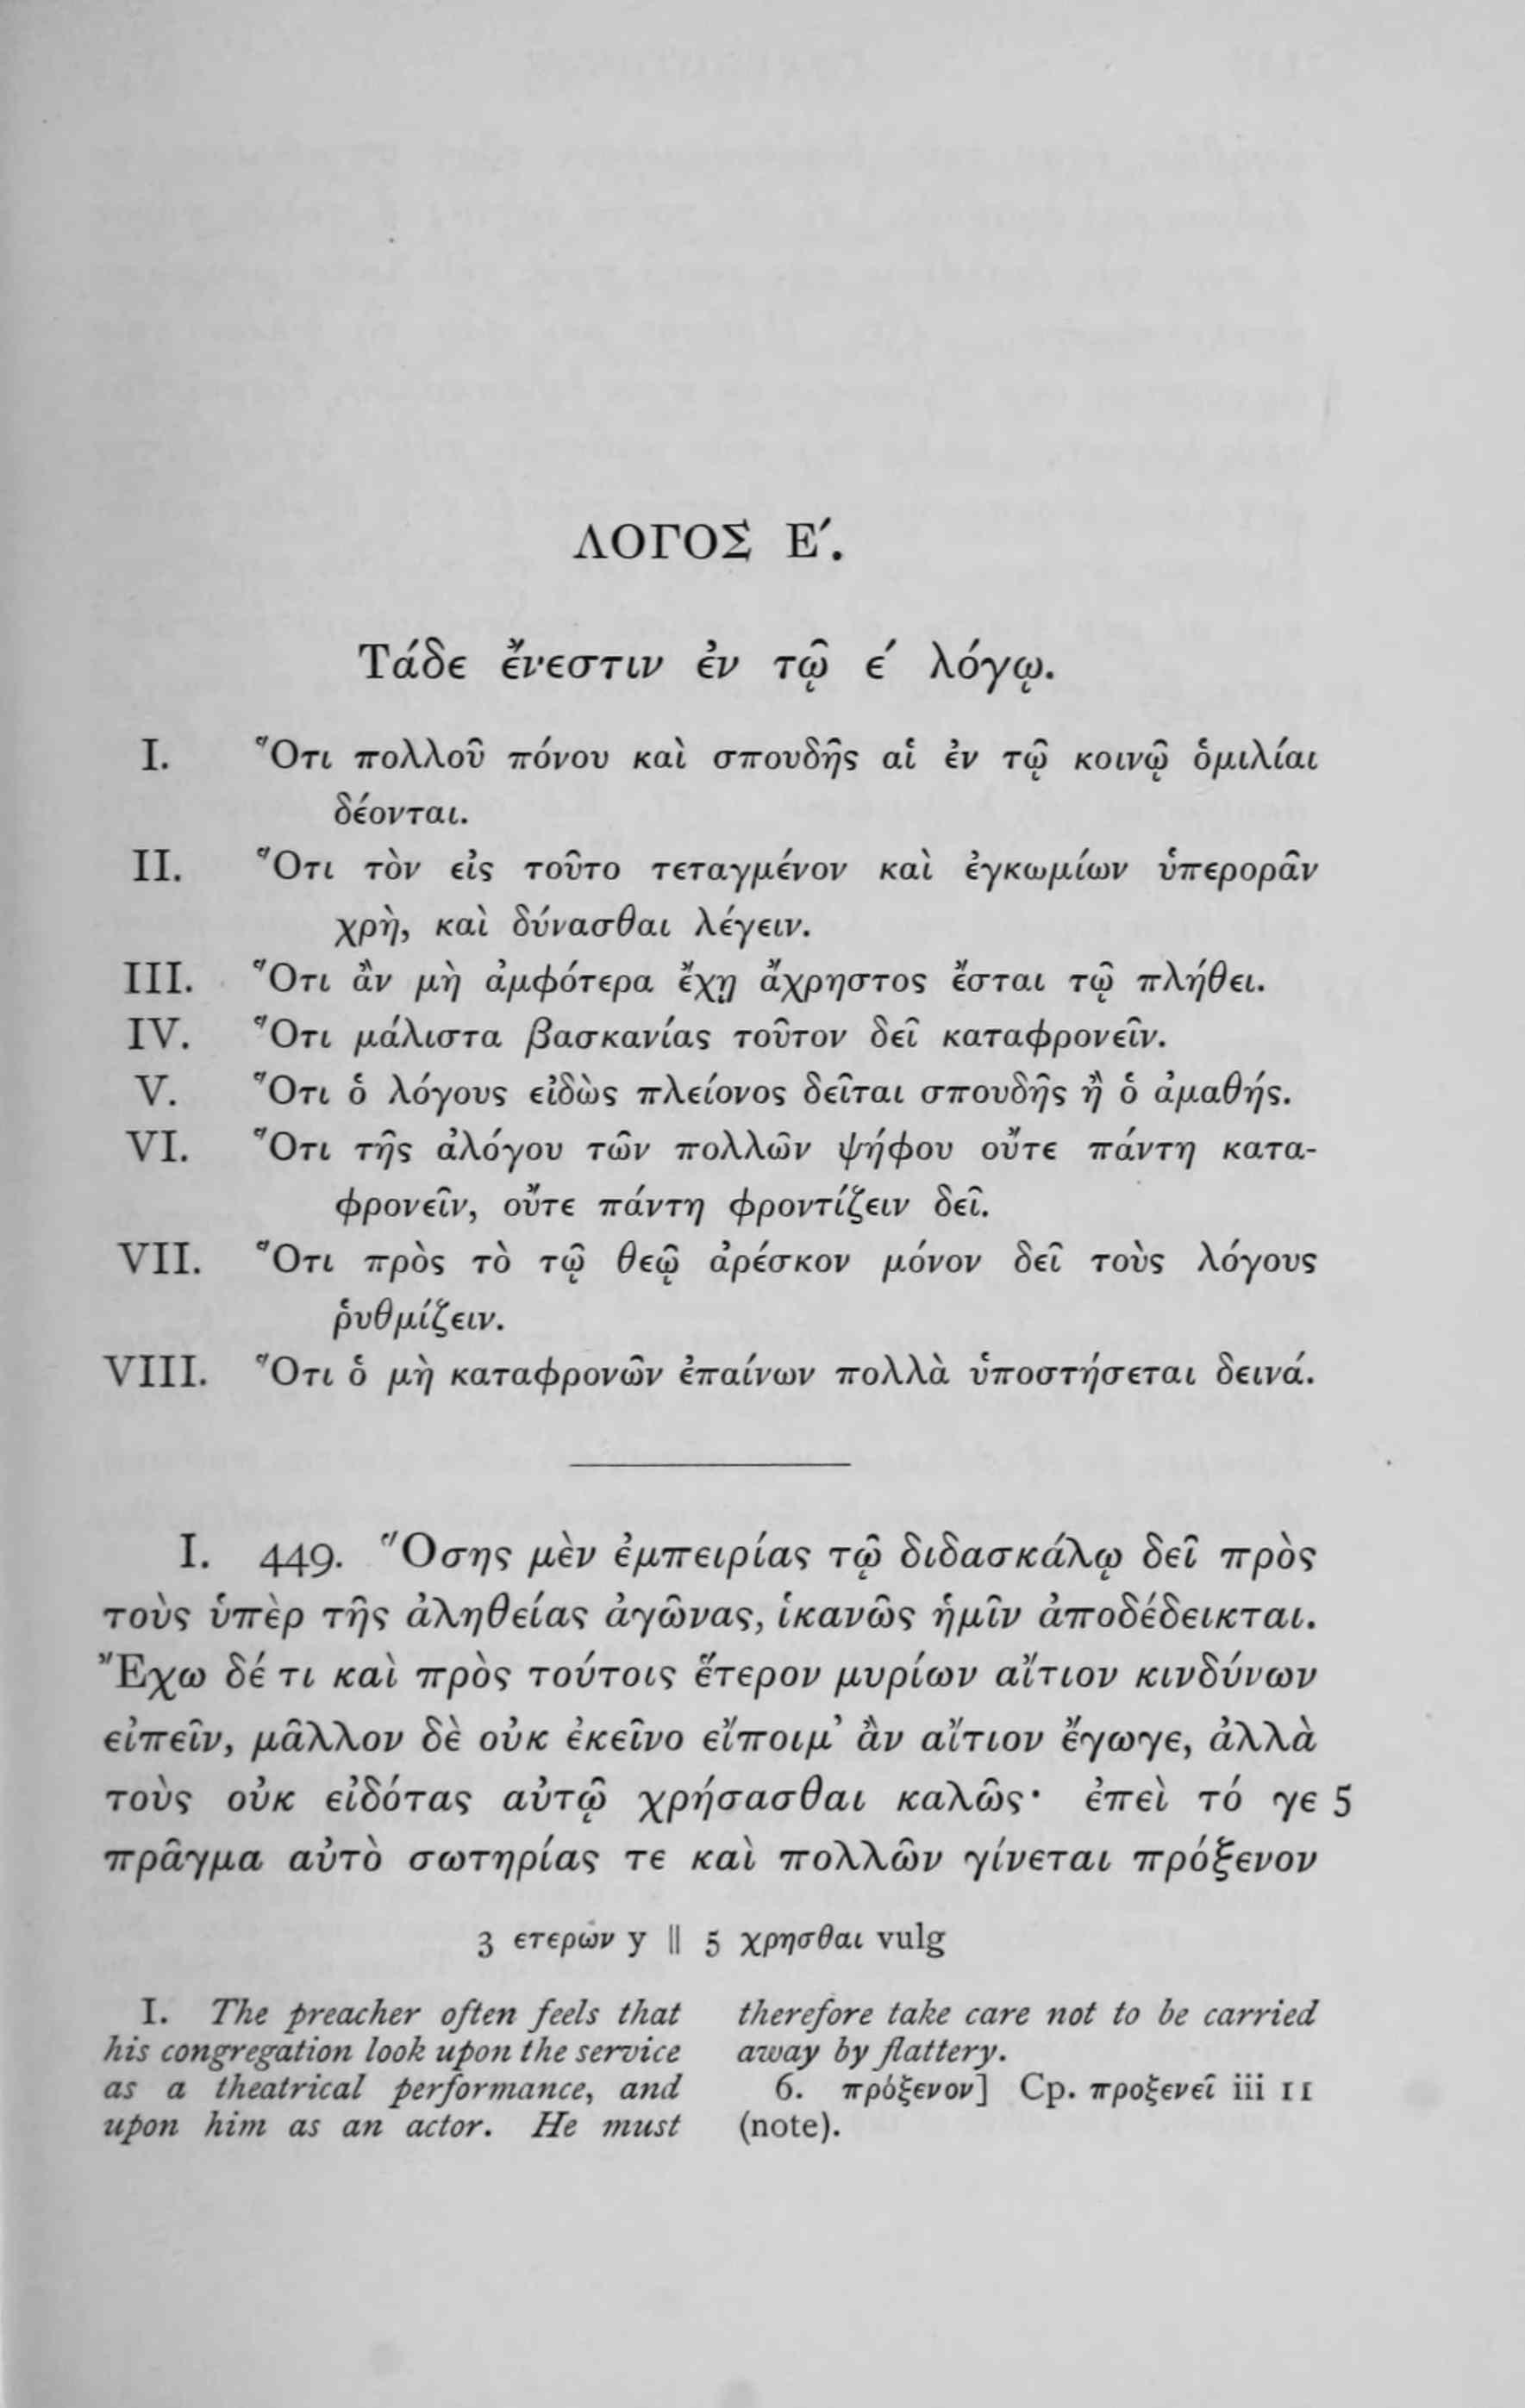 ΛΟΓΟΣ Ε′.
Τάδε ἔνεστιν ἐν τῷ έ λόγῳ.
I. Ὅτι πολλοῦ πόνου καὶ σπουδῆς αἱ ἐν τῷ κοινῷ ὁμιλίαι
δέονται.
II. Ὅτι τὸν εἰς τοῦτο τεταγμένον καὶ ἐγκωμίων ὑπερορᾶν
χρὴ, καὶ δύνασθαι λέγειν.
III. Ὅτι ἂν μὴ ἀμφότερα ἔχῃ ἄχρηστος ἔσται τῷ πλήθει.
IV. Ὅτι μάλιστα βασκανίας τοῦτον δεῖ καταφρονεῖν.
V. Ὅτι ὁ λόγους εἰδὼς πλείονος δεῖται σπουδῆς ἢ ὁ ἀμαθής.
VI. Ὅτι τῆς ἀλόγου τῶν πολλῶν ψήφου οὔτε πάντη κατα-
φρονεῖν, οὔτε πάντη φροντίζειν δεῖ.
VII. Ὅτι πρὸς τὸ τῷ θεῷ ἀρέσκον μόνον δεῖ τοὺς λόγους
ῥυθμίζειν.
VIII. Ὅτι ὁ μὴ καταφρονῶν ἐπαίνων πολλὰ ὑποστήσεται δεινά.
I. 449. Ὅσης μὲν ἐμπειρίας τῷ διδασκάλῳ δεῖ πρὸς
τοὺς ὑπὲρ τῆς ἀληθείας ἀγῶνας, ἱκανῶς ἡμῖν ἀποδέδεικται.
Ἔχω δέ τι καὶ πρὸς τούτοις ἕτερον μυρίων αἴτιον κινδύνων
εἰπεῖν, μᾶλλον δὲ οὐκ ἐκεῖνο εἴποιμ᾽ ἂν αἴτιον ἔγωγε, ἀλλὰ
τοὺς οὐκ εἰδότας αὐτῷ χρήσασθαι καλῶς· ἐπεὶ τό γε 5
πρᾶγμα αὐτὸ σωτηρίας τε καὶ πολλῶν γίνεται πρόξενον
3 ετερων y || 5 χρησθαι vulg
I. The preacher often feels that
his congregation look upon the service
as a theatrical performance, and
upon him as an actor. He must
therefore take care not to be carried
away by flattery.
6. πρόξενον] Cp. προξενεῖ iii 11
(note).